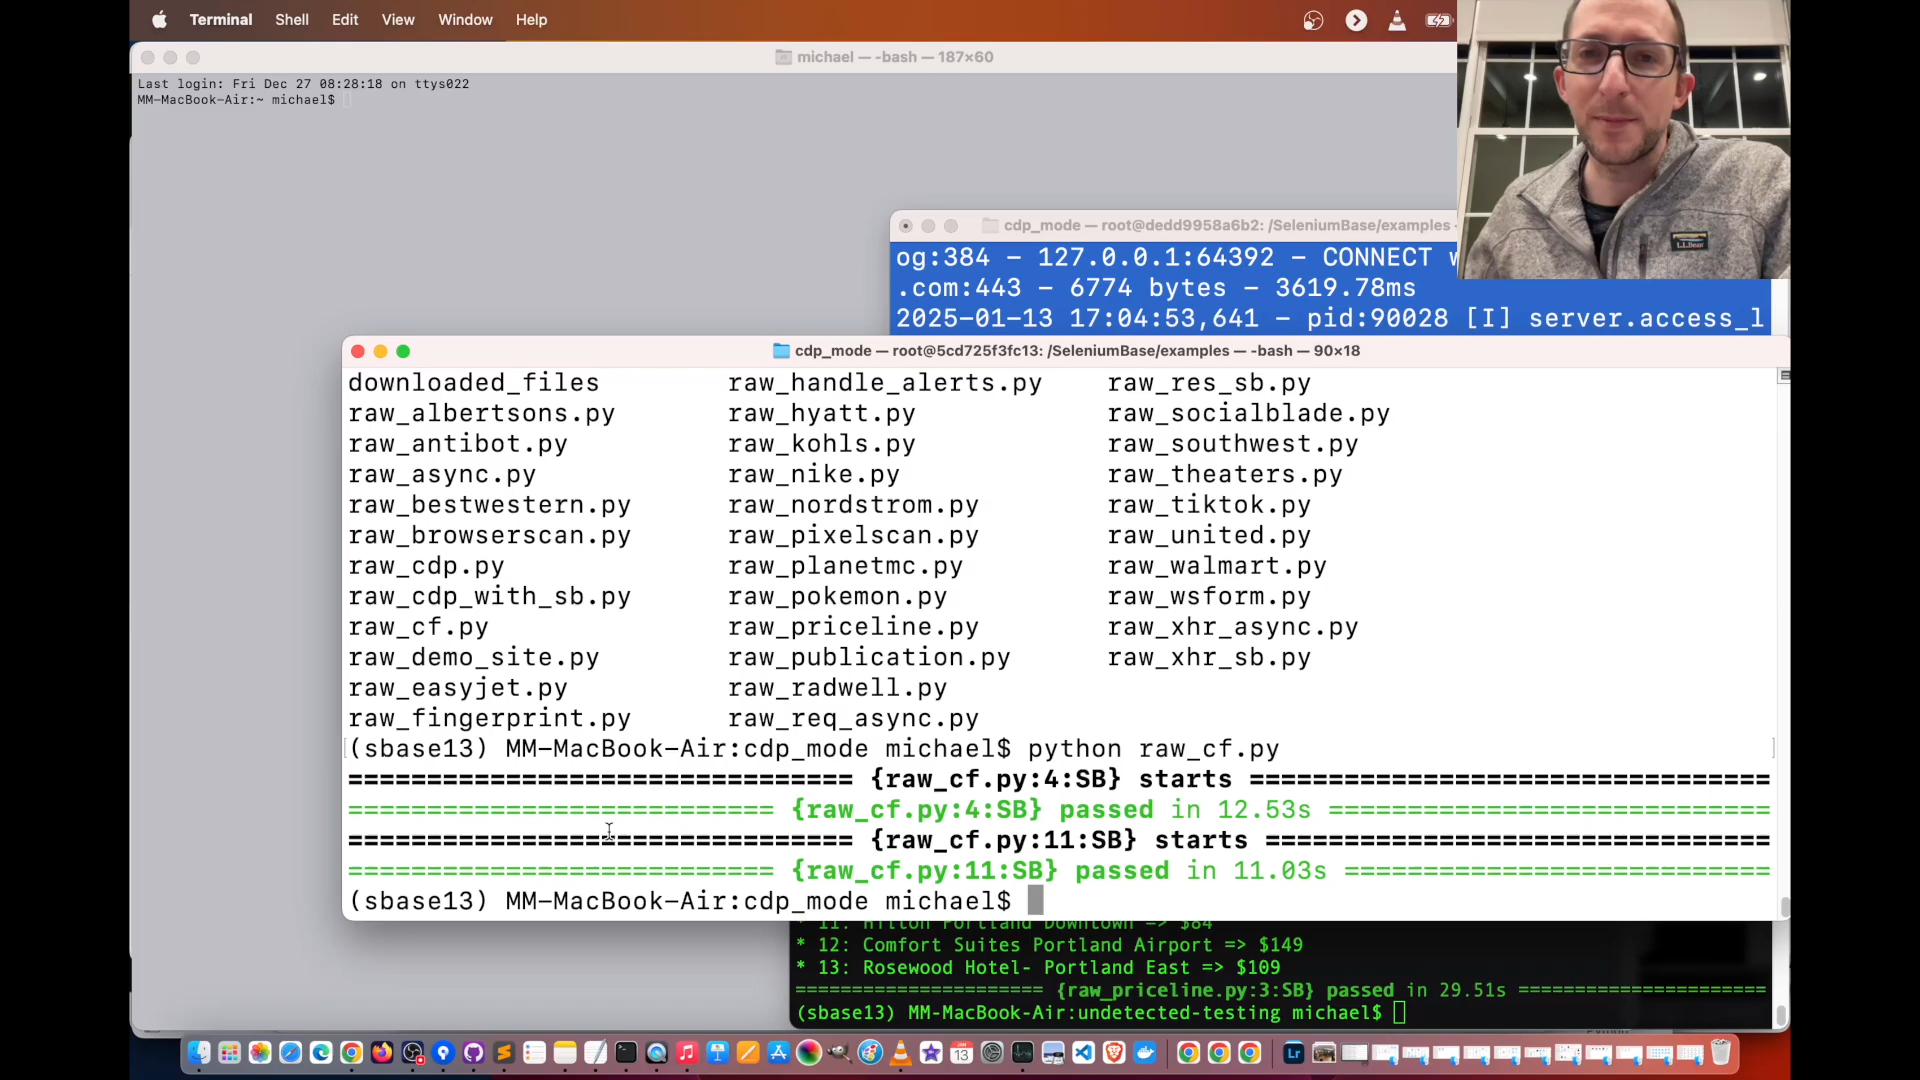 Terminal Shell Edit View Window Help
michael — -bash — 187×60
Last login: Fri Dec 27 08:28:18 on ttys022
MM-MacBook-Air:~ michael$
cdp_mode — root@dedd9958a6b2: /SeleniumBase/examples
og:384 - 127.0.0.1:64392 - CONNECT
.com:443 - 6774 bytes - 3619.78ms
2025-01-13 17:04:53,641 - pid:90028 [I] server.access_l
L.L.Bean
cdp_mode — root@5cd725f3fc13: /SeleniumBase/examples — -bash — 90×18
downloaded_files raw_handle_alerts.py raw_res_sb.py
raw_albertsons.py raw_hyatt.py raw_socialblade.py
raw_antibot.py raw_kohls.py raw_southwest.py
raw_async.py raw_nike.py raw_theaters.py
raw_bestwestern.py raw_nordstrom.py raw_tiktok.py
raw_browserscan.py raw_pixelscan.py raw_united.py
raw_cdp.py raw_planetmc.py raw_walmart.py
raw_cdp_with_sb.py raw_pokemon.py raw_wsform.py
raw_cf.py raw_priceline.py raw_xhr_async.py
raw_demo_site.py raw_publication.py raw_xhr_sb.py
raw_easyjet.py raw_radwell.py
raw_fingerprint.py raw_req_async.py
(sbase13) MM-MacBook-Air:cdp_mode michael$ python raw_cf.py
================================ {raw_cf.py:4:SB} starts =================================
=========================== {raw_cf.py:4:SB} passed in 12.53s ============================
================================ {raw_cf.py:11:SB} starts ================================
=========================== {raw_cf.py:11:SB} passed in 11.03s ===========================
(sbase13) MM-MacBook-Air:cdp_mode michael$
* 11: Hilton Portland Downtown => $84
* 12: Comfort Suites Portland Airport => $149
* 13: Rosewood Hotel- Portland East => $109
====================== {raw_priceline.py:3:SB} passed in 29.51s ======================
(sbase13) MM-MacBook-Air:undetected-testing michael$
JAN
13
Lr